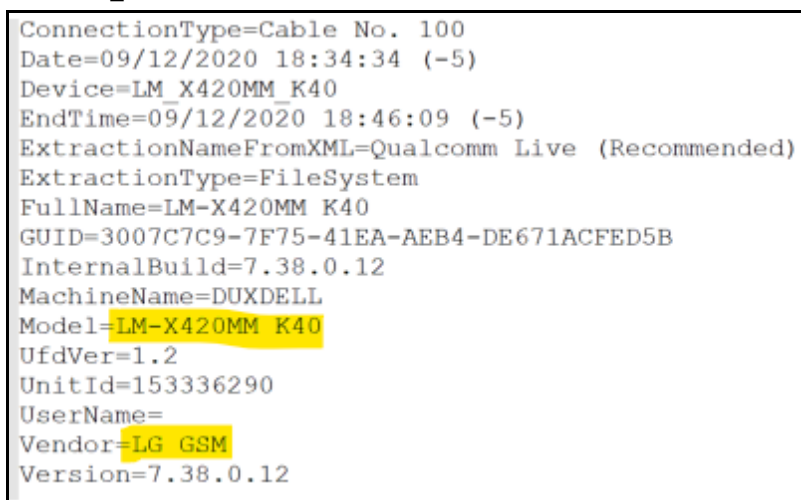 ConnectionType=Cable No. 100
Date=09/12/2020 18:34:34 (-5)
Device=LM_X420MM_K40
EndTime=09/12/2020 18:46:09 (-5)
ExtractionNameFromXML=Qualcomm Live (Recommended)
ExtractionType=FileSystem
FullName=LM-X420MM K40
GUID=3007C7C9-7F75-41EA-AEB4-DE671ACFED5B
InternalBuild=7.38.0.12
MachineName=DUXDELL
Model=LM-X420MM K40
UfdVer=1.2
UnitId=153336290
UserName=
Vendor=LG GSM
Version=7.38.0.12